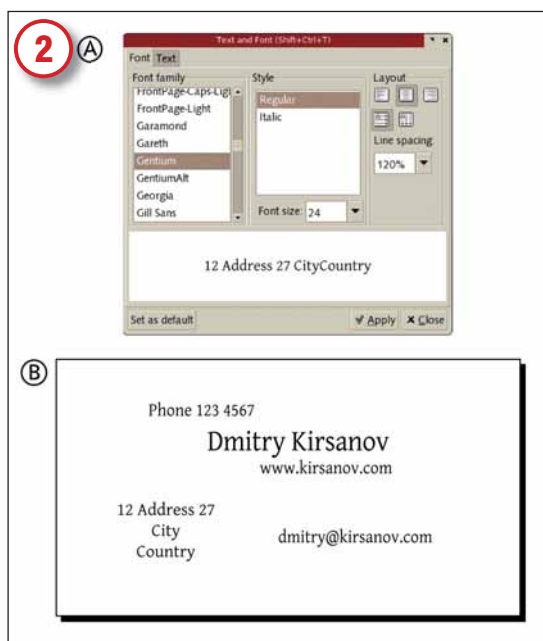 2
A
Text and Font (Shift+Ctrl+T)
Font Text
Font family
FrontPage-Caps-Ligl
FrontPage-Light
Garamond
Gareth
Gentium
GentiumAlt
Georgia
Gill Sans
Style
Regular
Italic
Font size: 24
Layout
Line spacing:
120%
12 Address 27 CityCountry
Set as default
Apply
Close
B
Phone 123 4567
Dmitry Kirsanov
www.kirsanov.com
12 Address 27
City
Country
dmitry@kirsanov.com